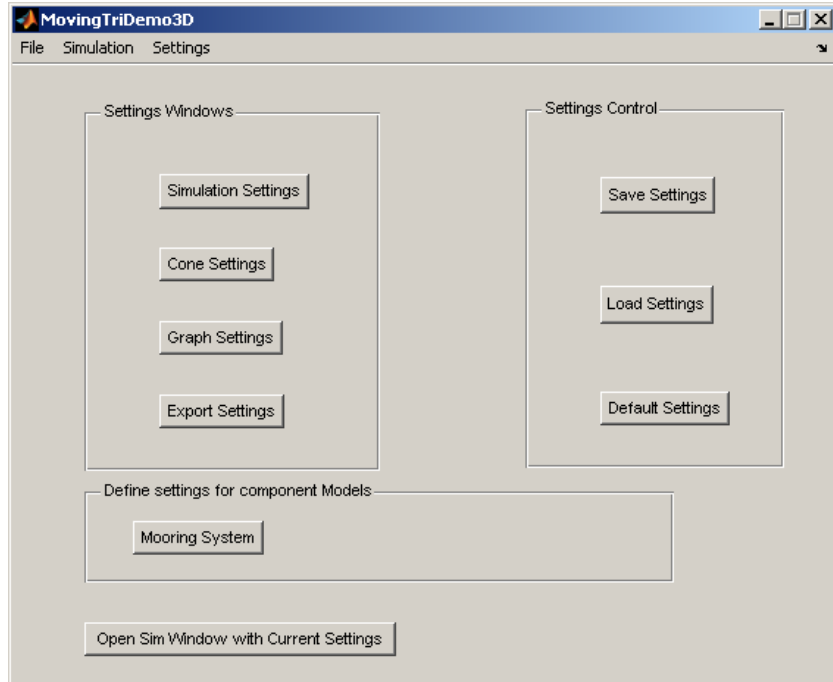 MovingTriDemo3D
File Simulation Settings
Settings Windows
Simulation Settings
Cone Settings
Graph Settings
Export Settings
Settings Control
Save Settings
Load Settings
Default Settings
Define settings for component Models
Mooring System
Open Sim Window with Current Settings